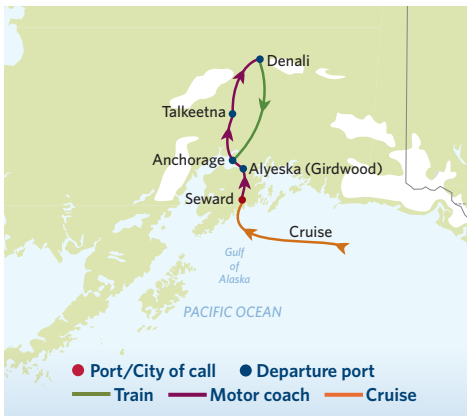 Denali
Talkeetna
Anchorage
Alyeska (Girdwood)
Seward
Cruise
Gulf
of
Alaska
PACIFIC OCEAN
Port/City of call
Departure port
Train
Motor coach
Cruise